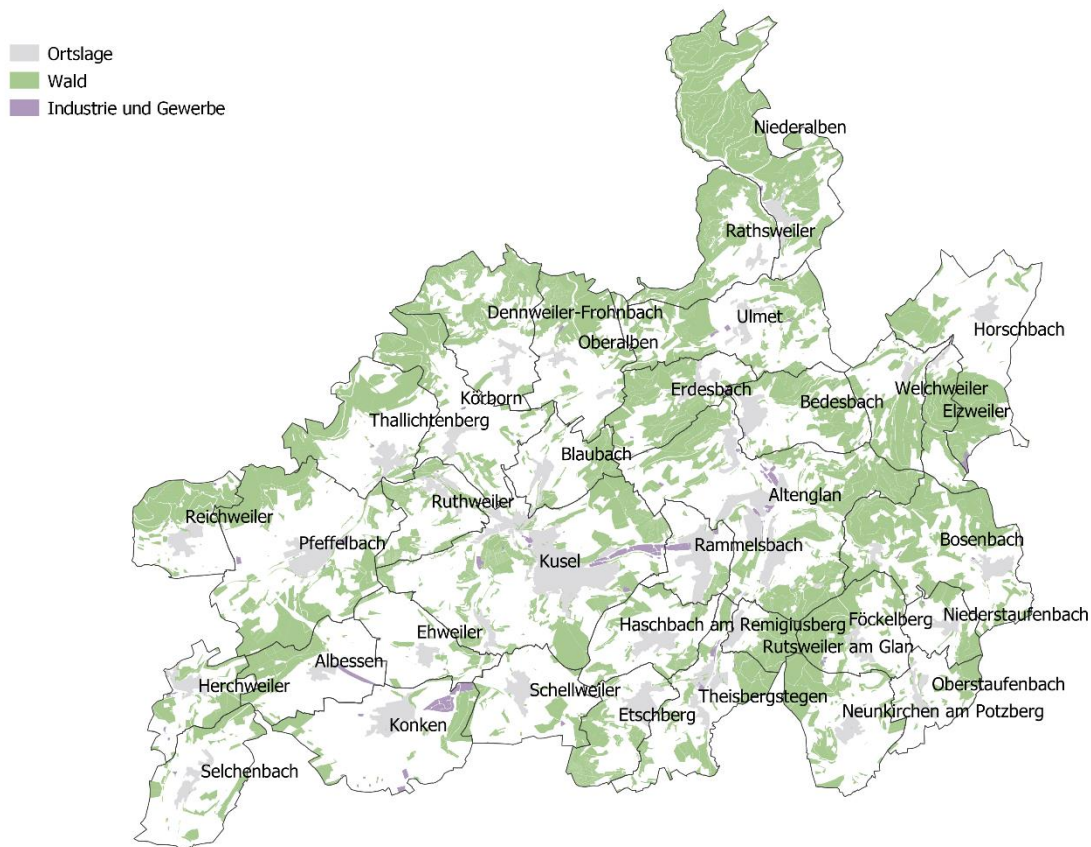 Ortslage
Wald
Industrie und Gewerbe
Niederalben
Rathsweiler
Dennweiler-Frohnbach
Ulmet
Oberalben
Horschbach
Erdesbach
Welchweiler
Körborn
Bedesbach
Elzweiler
Thallichtenberg
Blaubach
Ruthweiler
Altenglan
Reichweiler
Pfeffelbach
Kusel
Rammelsbach
Bosenbach
Haschbach am Remigiusberg
Föckelberg
Niederstaufenbach
Ehweiler
Rutsweiler am Glan
Albessen
Herchweiler
Schellweiler
Oberstaufenbach
Theisbergstegen
Etschberg
Neunkirchen am Potzberg
Konken
Selchenbach